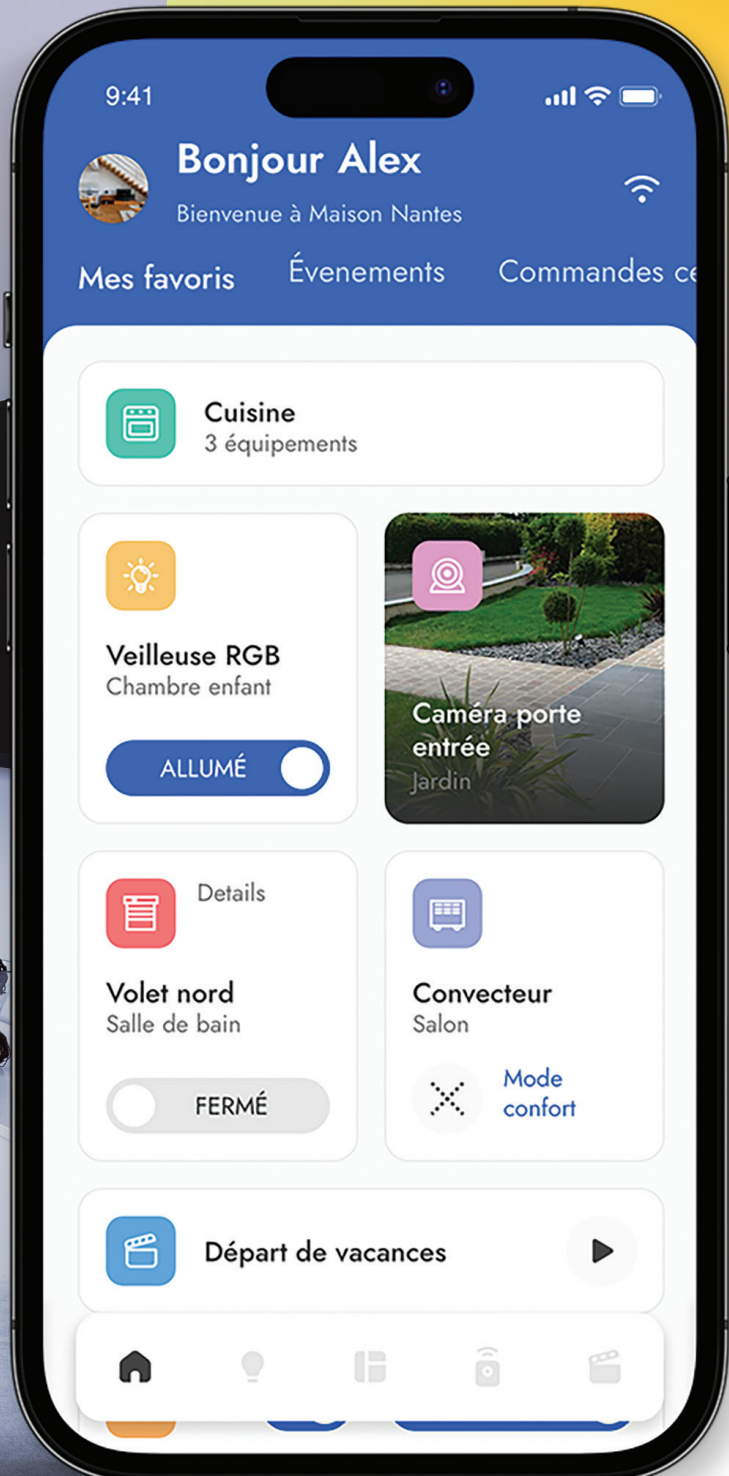 9:41
Bonjour Alex
Bienvenue à Maison Nantes
Mes favoris Évenements Commandes ce
Cuisine
3 équipements
Veilleuse RGB
Chambre enfant
ALLUMÉ
Caméra porte
entrée
Jardin
Details
Volet nord
Salle de bain
FERMÉ
Convecteur
Salon
Mode
confort
Départ de vacances